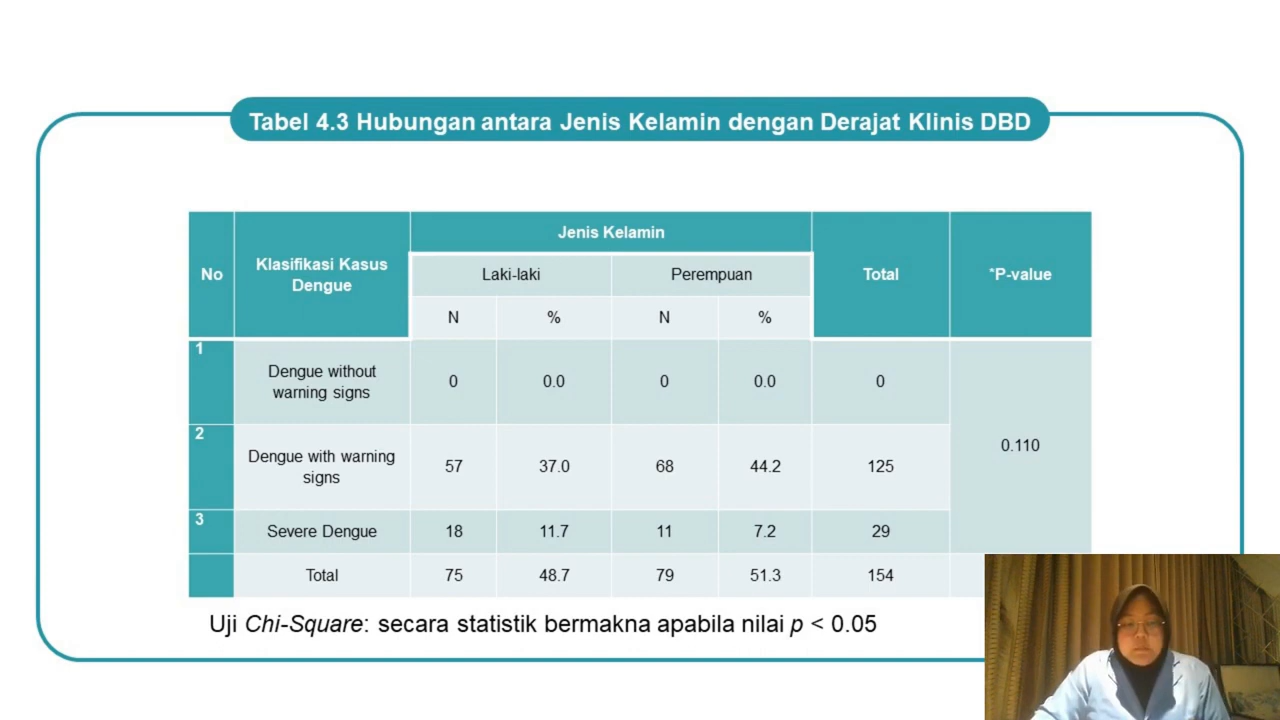 Tabel 4.3 Hubungan antara Jenis Kelamin dengan Derajat Klinis DBD
No
Klasifikasi Kasus
Dengue
Jenis Kelamin
Total
*P-value
Laki-laki
Perempuan
N
%
N
%
1
Dengue without
warning signs
0
0.0
0
0.0
0
0.110
2
Dengue with warning
signs
57
37.0
68
44.2
125
3
Severe Dengue
18
11.7
11
7.2
29
Total
75
48.7
79
51.3
154
Uji Chi-Square: secara statistik bermakna apabila nilai p < 0.05